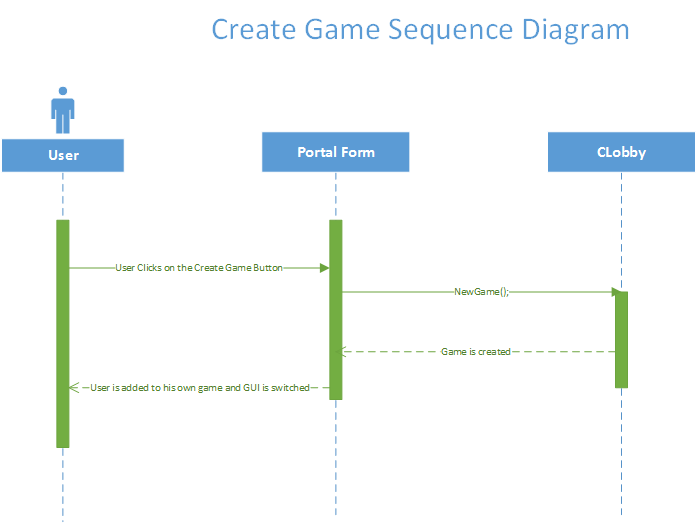 Create Game Sequence Diagram
User
Portal Form
CLobby
User Clicks on the Create Game Button
NewGame();
Game is created
User is added to his own game and GUI is switched